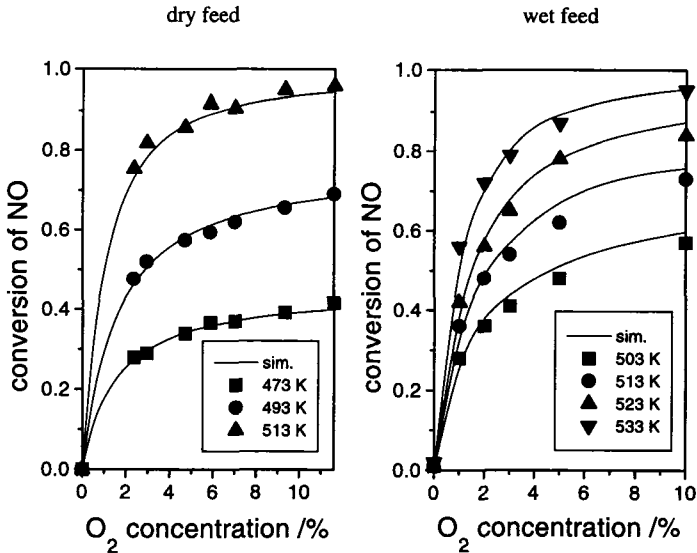 dry feed
wet feed
conversion of NO
1.0
0.8
0.6
0.4
0.2
0.0
0 2 4 6 8 10
O2 concentration /%
sim.
473 K
493 K
513 K
conversion of NO
1.0
0.8
0.6
0.4
0.2
0.0
0 2 4 6 8 10
O2 concentration /%
sim.
503 K
513 K
523 K
533 K